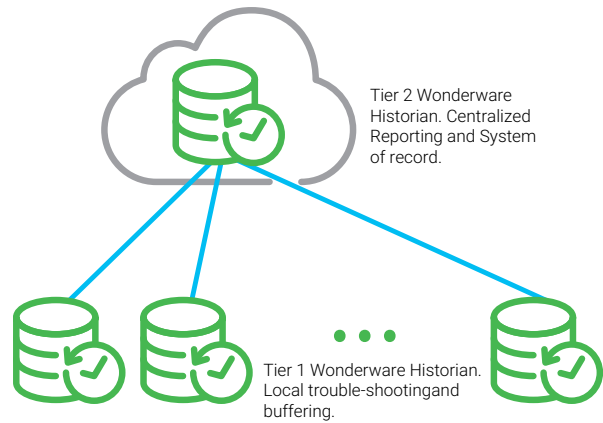 Tier 2 Wonderware
Historian. Centralized
Reporting and System
of record.
Tier 1 Wonderware Historian.
Local trouble-shootingand
buffering.